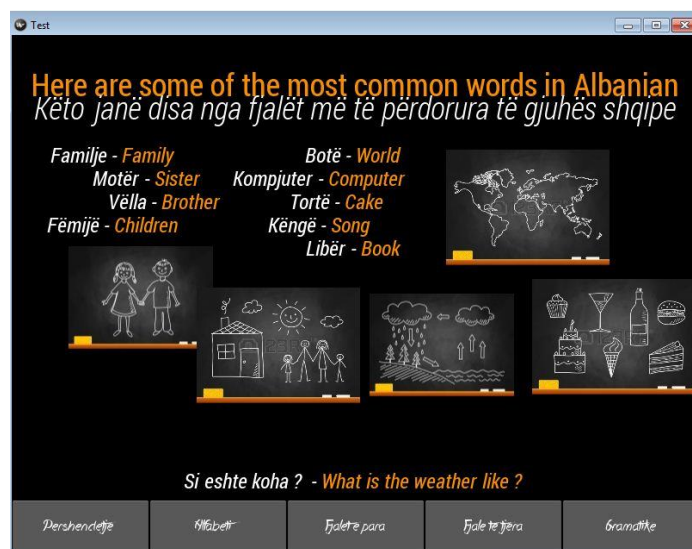 Test
Here are some of the most common words in Albanian
Këto janë disa nga fjalët më të përdorura të gjuhës shqipe
Familje - Family
Motër - Sister
Vëlla - Brother
Fëmijë - Children
Botë - World
Kompjuter - Computer
Tortë - Cake
Këngë - Song
Libër - Book
Si eshte koha ? - What is the weather like ?
Pershendetje
Alfabeti
Fjalet e para
Fjale te tjera
Gramatike